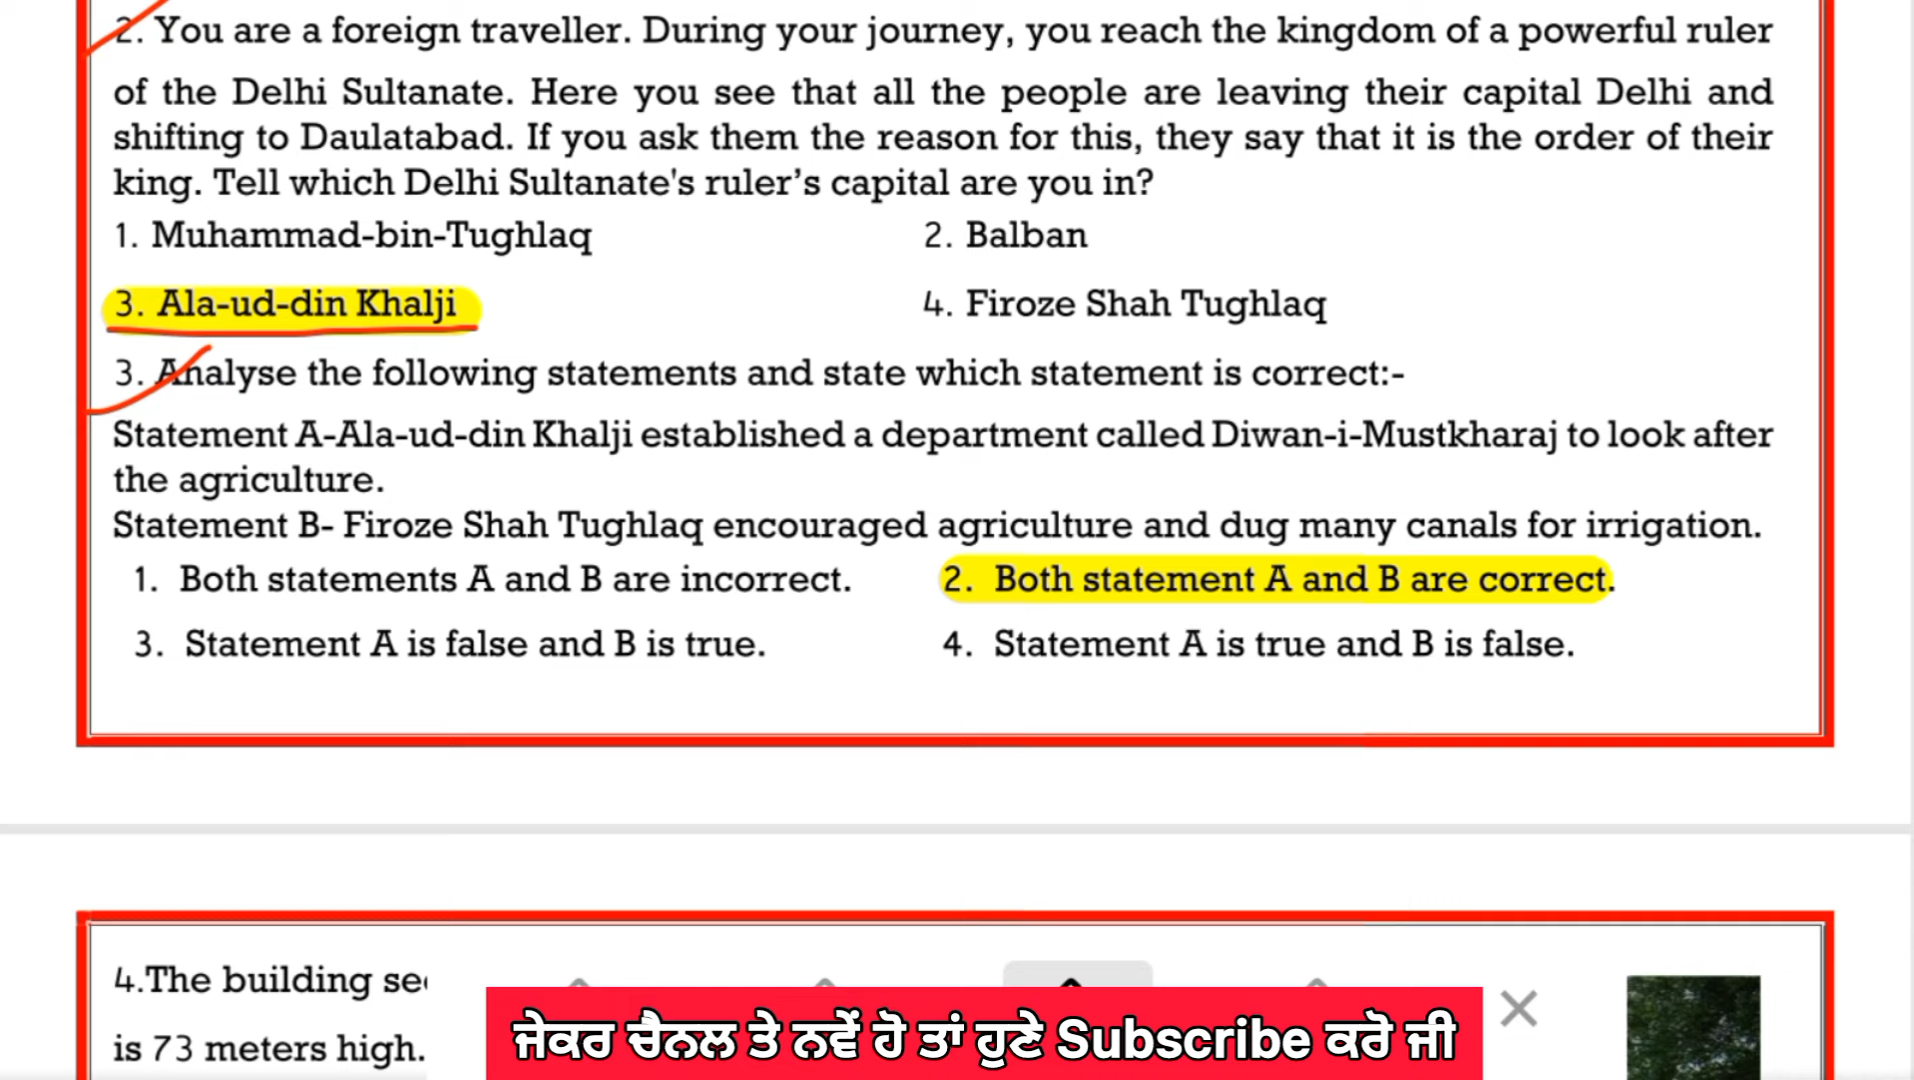 2. You are a foreign traveller. During your journey, you reach the kingdom of a powerful ruler
of the Delhi Sultanate. Here you see that all the people are leaving their capital Delhi and
shifting to Daulatabad. If you ask them the reason for this, they say that it is the order of their
king. Tell which Delhi Sultanate's ruler’s capital are you in?
1. Muhammad-bin-Tughlaq 2. Balban
3. Ala-ud-din Khalji 4. Firoze Shah Tughlaq
3. Analyse the following statements and state which statement is correct:-
Statement A-Ala-ud-din Khalji established a department called Diwan-i-Mustkharaj to look after
the agriculture.
Statement B- Firoze Shah Tughlaq encouraged agriculture and dug many canals for irrigation.
1. Both statements A and B are incorrect. 2. Both statement A and B are correct.
3. Statement A is false and B is true. 4. Statement A is true and B is false.
4.The building
is 73 meters high.
ਜੇਕਰ ਚੈਨਲ ਤੇ ਨਵੇਂ ਹੋ ਤਾਂ ਹੁਣੇ Subscribe ਕਰੋ ਜੀ